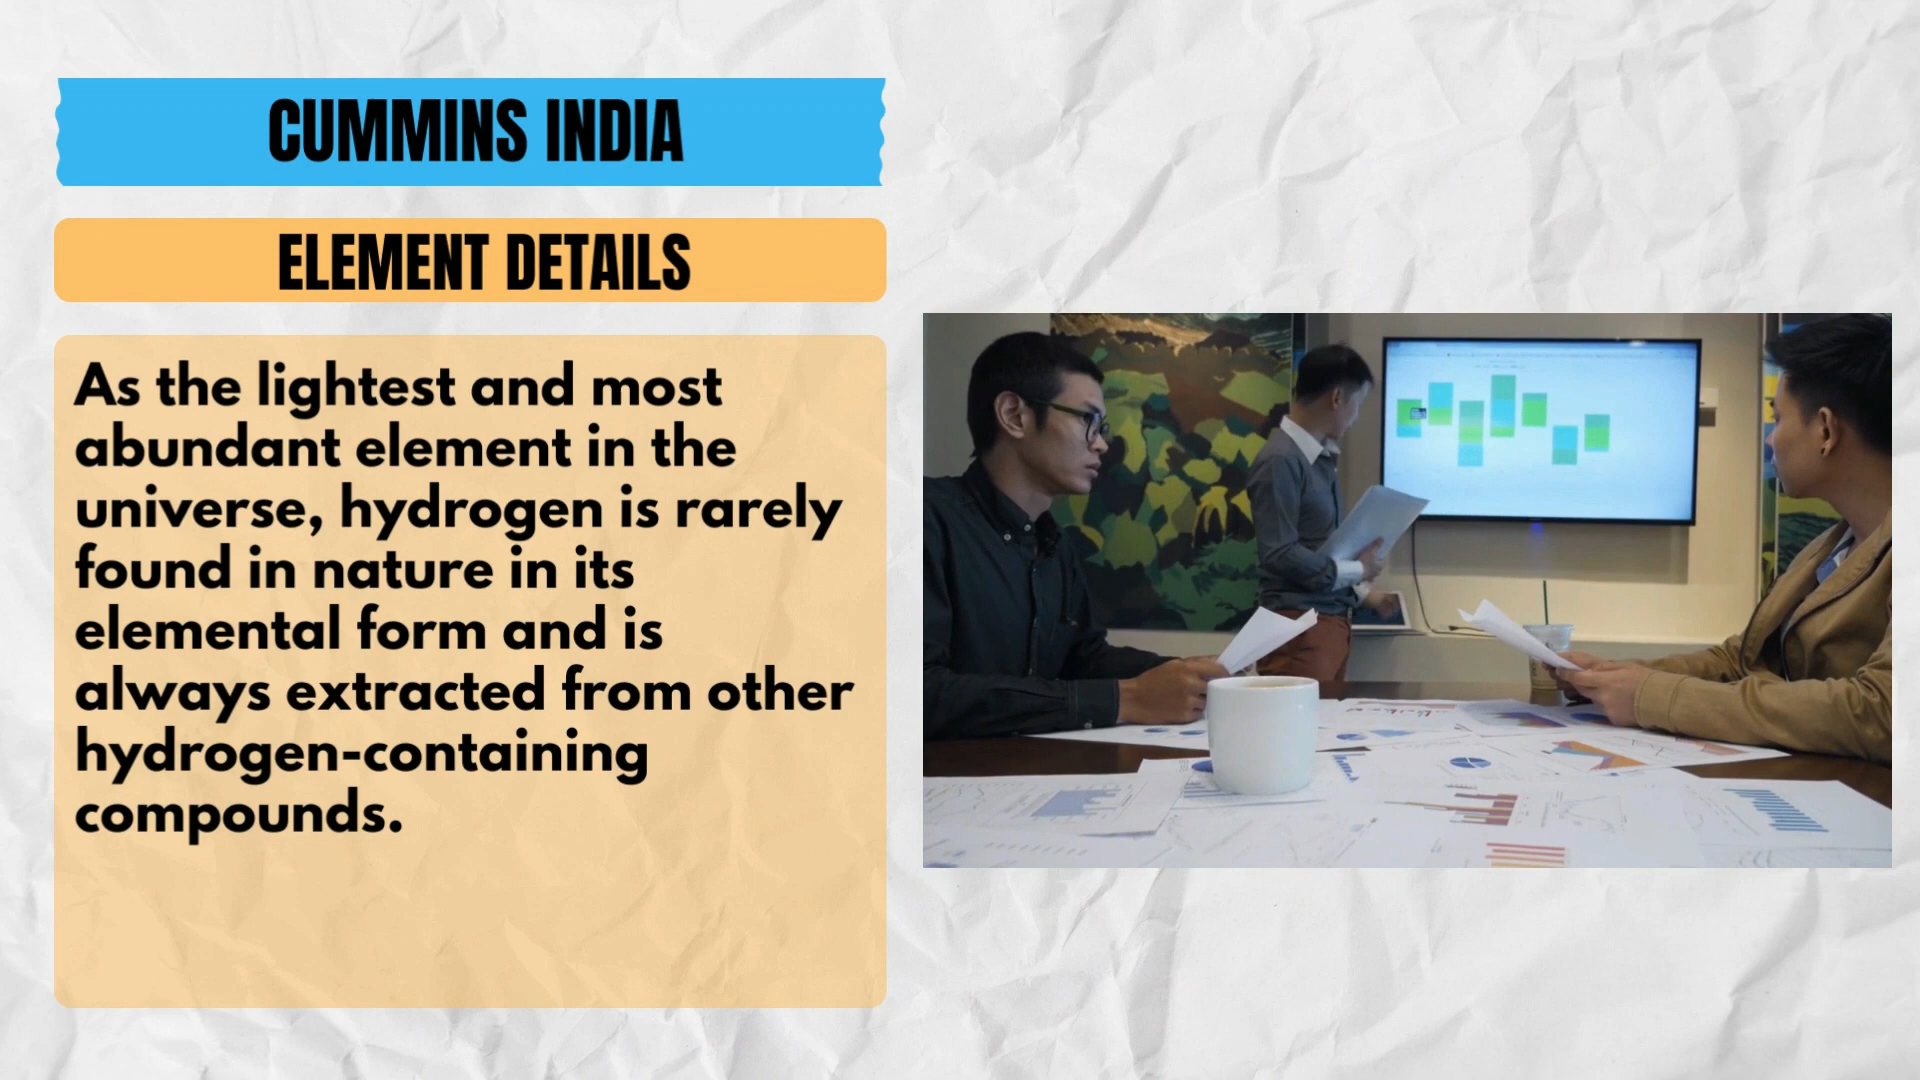 CUMMINS INDIA
ELEMENT DETAILS
As the lightest and most
abundant element in the
universe, hydrogen is rarely
found in nature in its
elemental form and is
always extracted from other
hydrogen-containing
compounds.